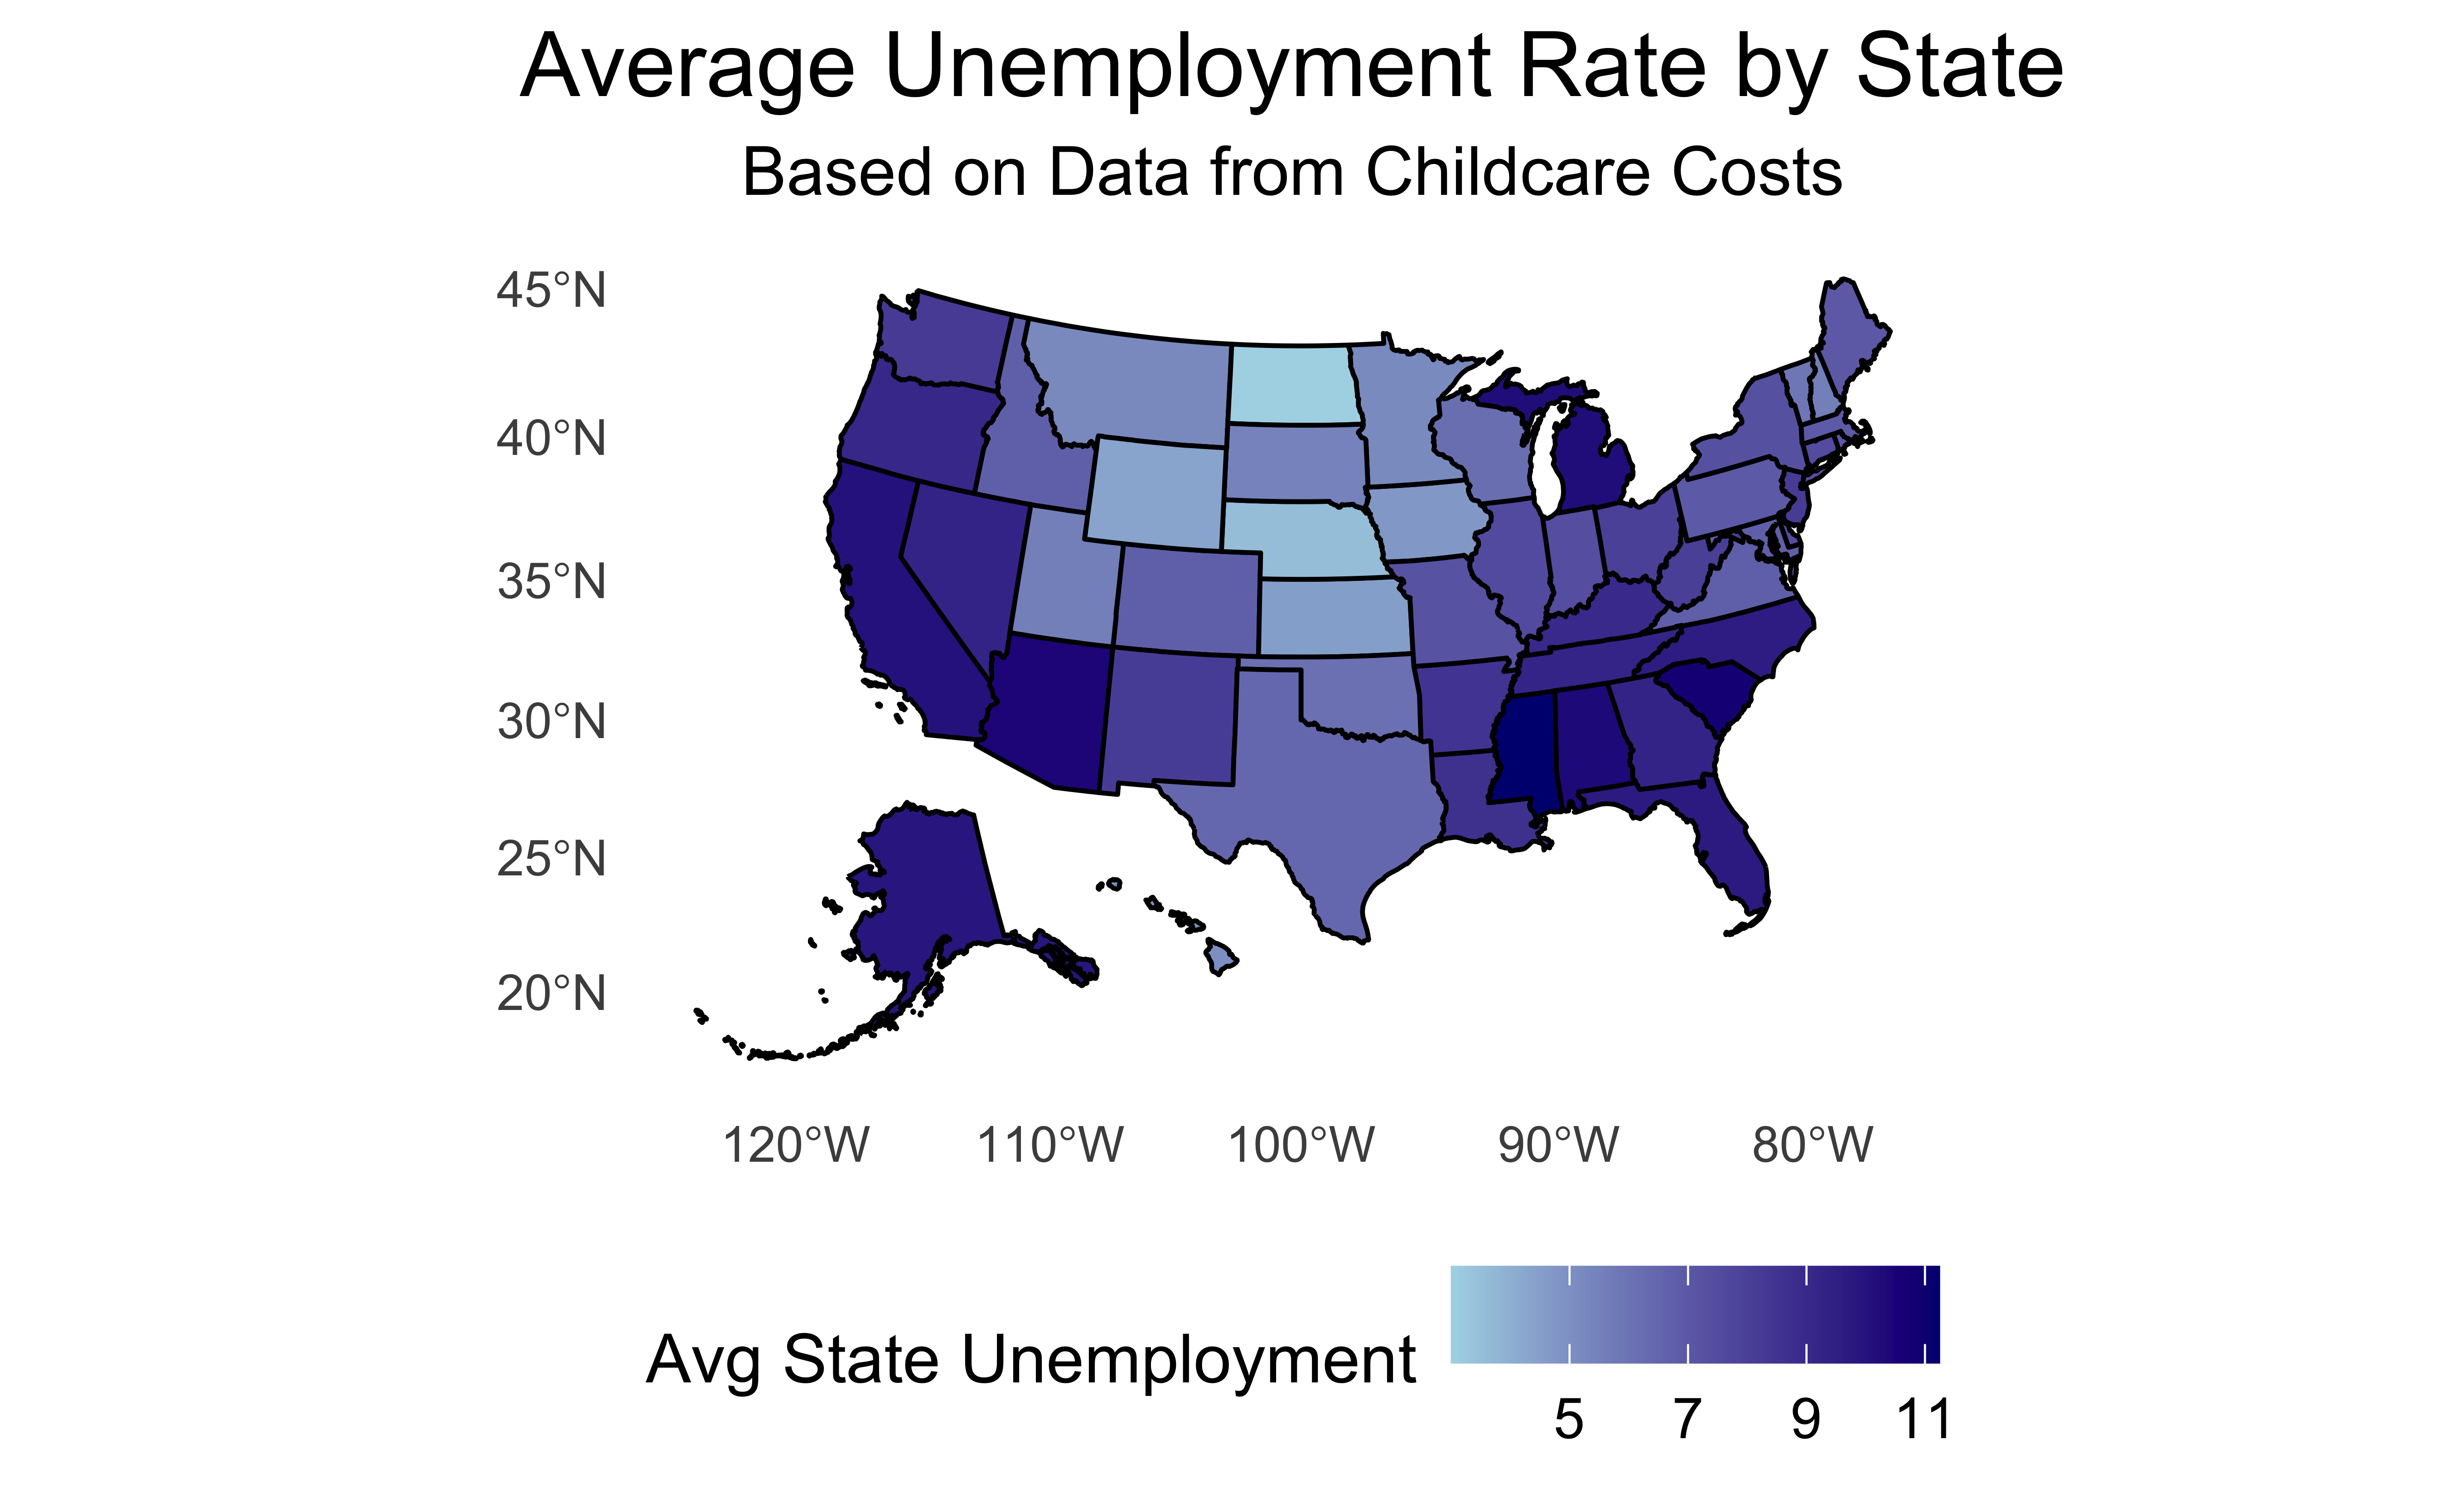 Average Unemployment Rate by State
Based on Data from Childcare Costs
45°N
40°N
35°N
30°N
25°N
20°N
120°W 110°W 100°W 90°W 80°W
Avg State Unemployment
5 7 9 11